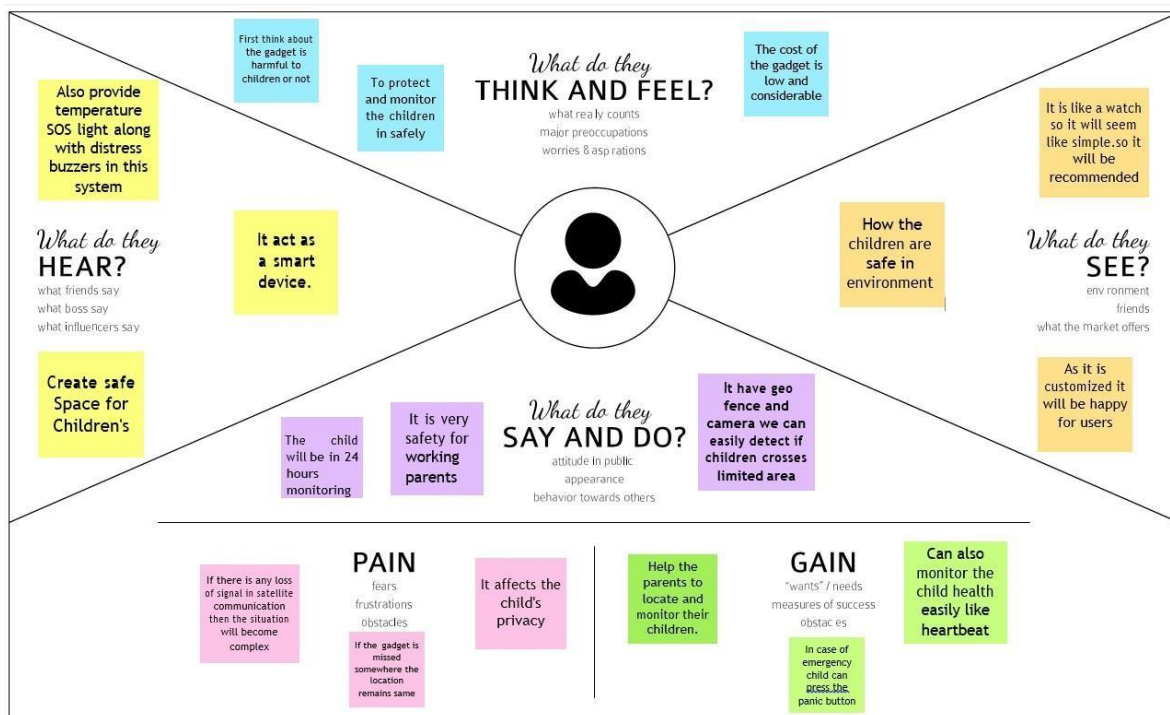 First think about
the gadget is
harmful to
children or not
To protect
and monitor
the children
in safely
What do they
THINK AND FEEL?
what really counts
major preoccupations
worries & asp rations
The cost of
the gadget is
low and
considerable
Also provide
temperature
SOS light along
with distress
buzzers in this
system
What do they
HEAR?
what friends say
what boss say
what influencers say
It act as
a smart
device.
Create safe
Space for
Children's
How the
children are
safe in
environment
It is like a watch
so it will seem
like simple.so it
will be
recommended
What do they
SEE?
env ronment
friends
what the market offers
As it is
customized it
will be happy
for users
The child
will be in 24
hours
monitoring
It is very
safety for
working
parents
What do they
SAY AND DO?
attitude in public
appearance
behavior towards others
It have geo
fence and
camera we can
easily detect if
children crosses
limited area
If there is any loss
of signal in satellite
communication
then the situation
will become
complex
PAIN
fears
frustrations
obstacles
If the gadget is
missed
somewhere the
location
remains same
It affects the
child's
privacy
Help the
parents to
locate and
monitor their
children.
GAIN
"wants" / needs
measures of success
obstac es
In case of
emergency
child can
press the
panic button
Can also
monitor the
child health
easily like
heartbeat